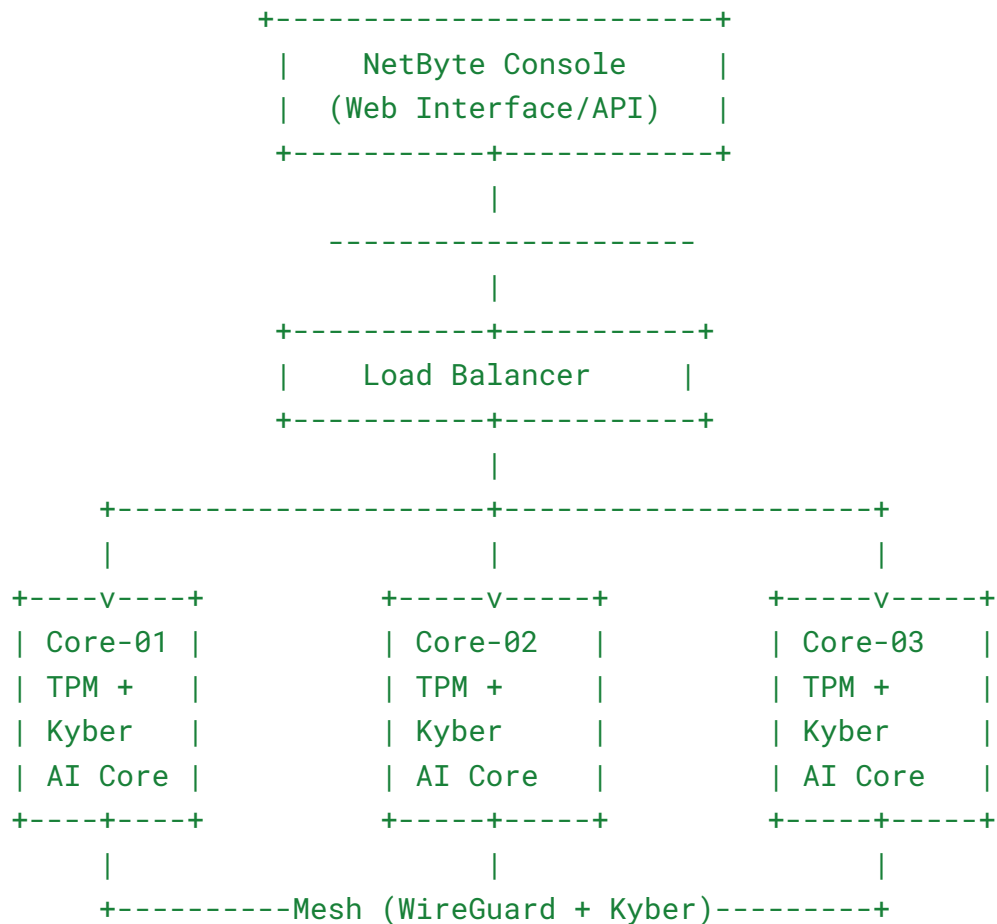 NetByte Console
(Web Interface/API)
Load Balancer
Core-01 Core-02 Core-03
TPM + TPM + TPM +
Kyber Kyber Kyber
AI Core AI Core AI Core
Mesh (WireGuard + Kyber)